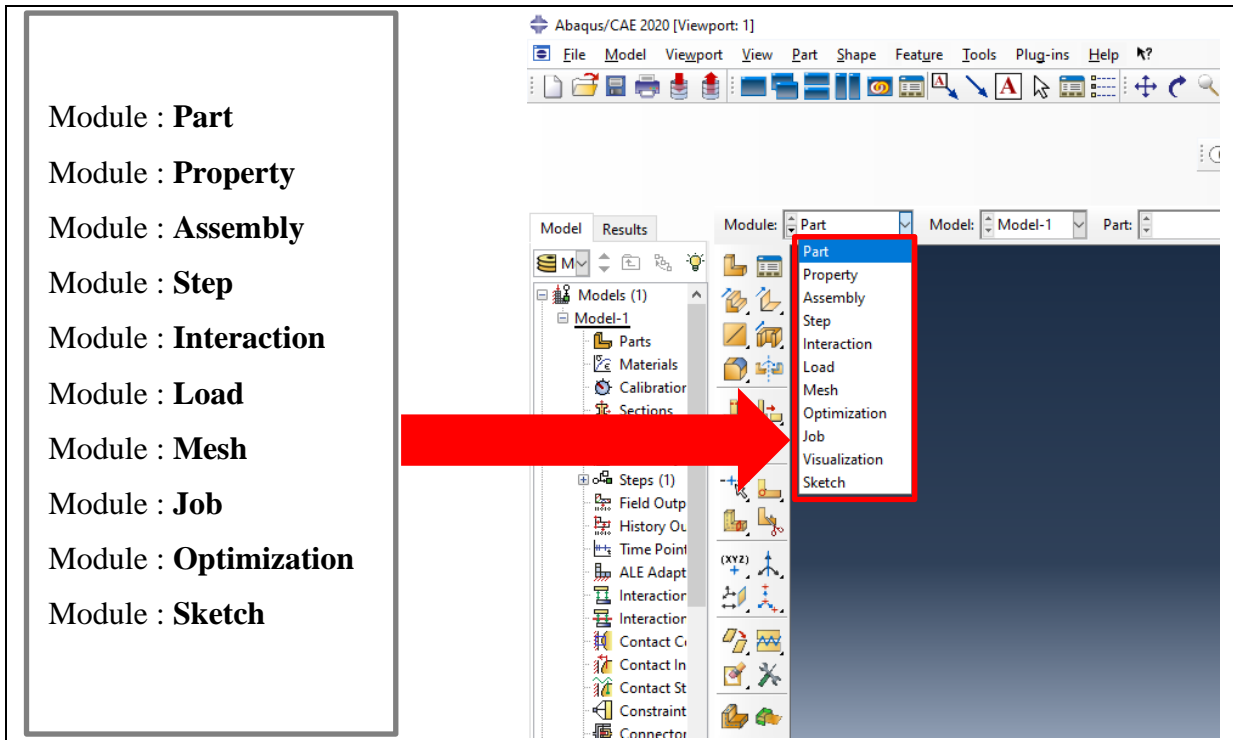 Module : Part
Module : Property
Module : Assembly
Module : Step
Module : Interaction
Module : Load
Module : Mesh
Module : Job
Module : Optimization
Module : Sketch
Abaqus/CAE 2020 [Viewport: 1]
File Model Viewport View Part Shape Feature Tools Plug-ins Help
A A
Model Results
Module: Part Model: Model-1 Part:
M
Models (1)
Model-1
Parts
Materials
Calibration
Sections
Steps (1)
Field Outp
History Ou
Time Point
ALE Adapt
Interaction
Interaction
Contact Co
Contact In
Contact St
Constraint
Connector
(XYZ)
Part
Property
Assembly
Step
Interaction
Load
Mesh
Optimization
Job
Visualization
Sketch